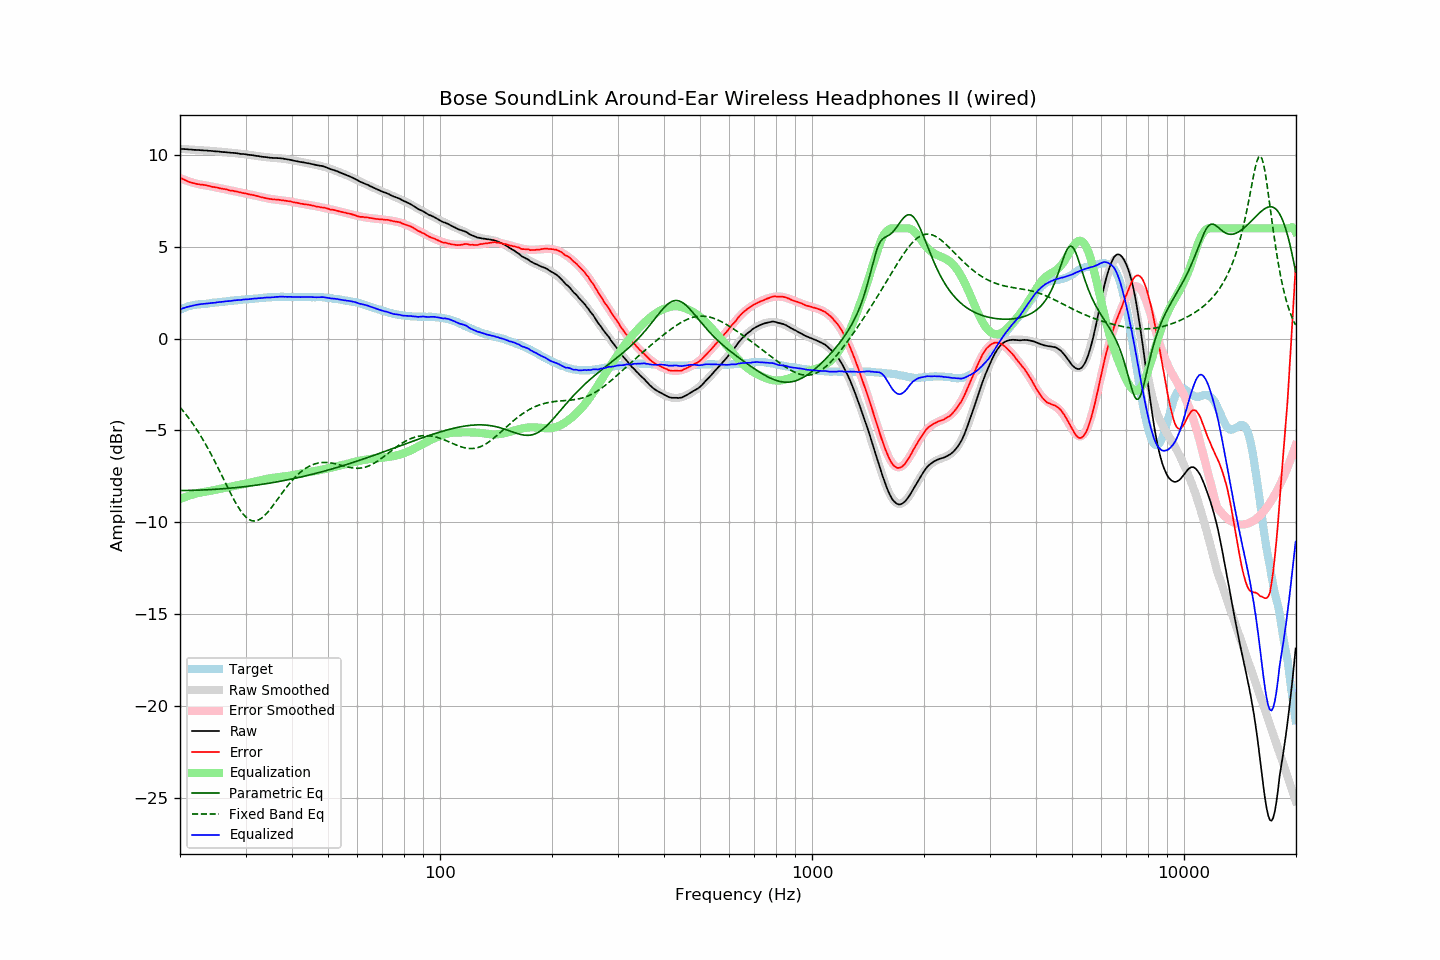 Bose SoundLink Around-Ear Wireless Headphones II (wired)
10
5
0
−5
−10
−15
−20
−25
Amplitude (dBr)
Target
Raw Smoothed
Error Smoothed
Raw
Error
Equalization
Parametric Eq
Fixed Band Eq
Equalized
100
1000
10000
Frequency (Hz)